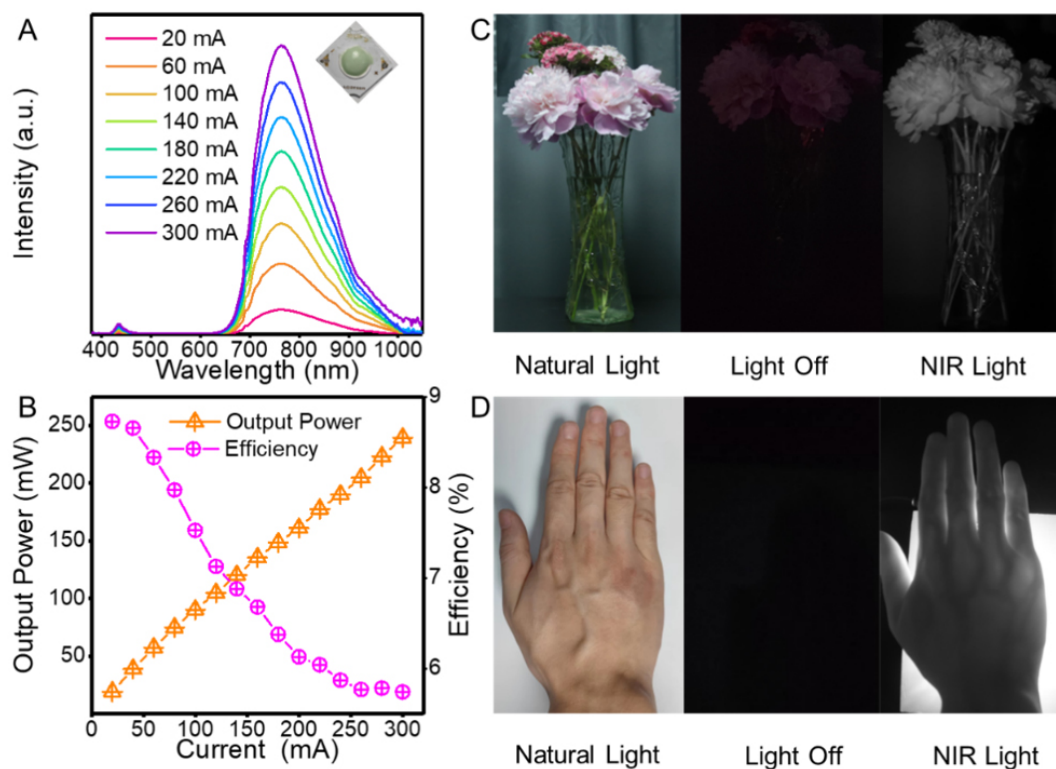 A
20 mA
60 mA
100 mA
140 mA
180 mA
220 mA
260 mA
300 mA
Intensity (a.u.)
400 500 600 700 800 900 1000
Wavelength (nm)
B
Output Power
Efficiency
250
200
150
100
50
Output Power (mW)
9
8
7
6
Efficiency (%)
0 50 100 150 200 250 300
Current (mA)
C
Natural Light Light Off NIR Light
D
Natural Light Light Off NIR Light